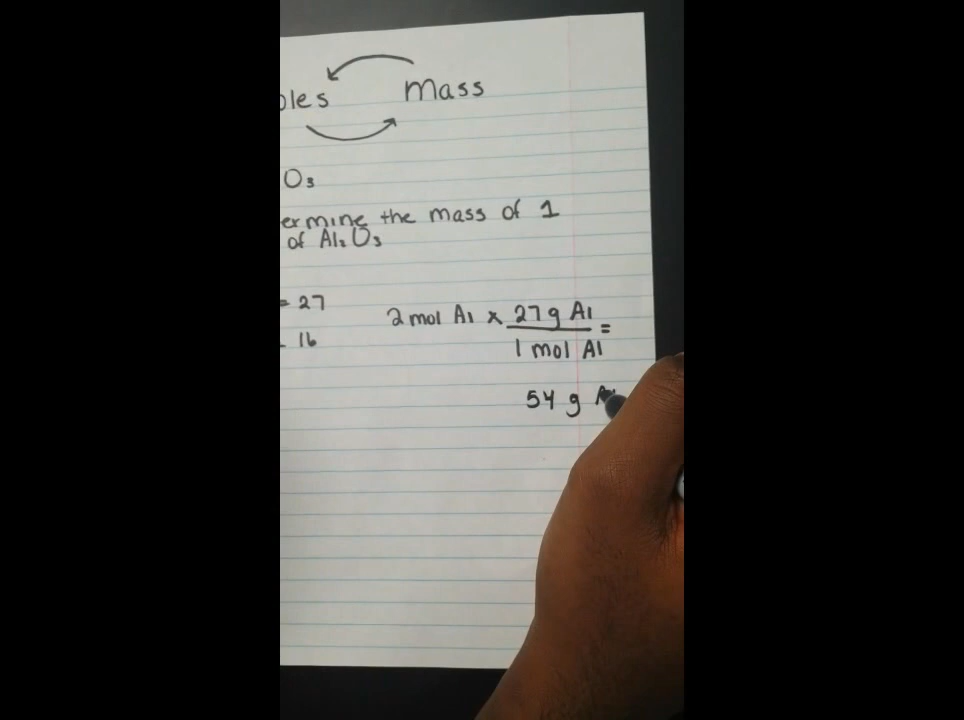 oles Mass
O₃
ermine the mass of 1
of Al₂O₃
= 27
- 16
2 mol Al x 27 g Al =
1 mol Al
54 g A